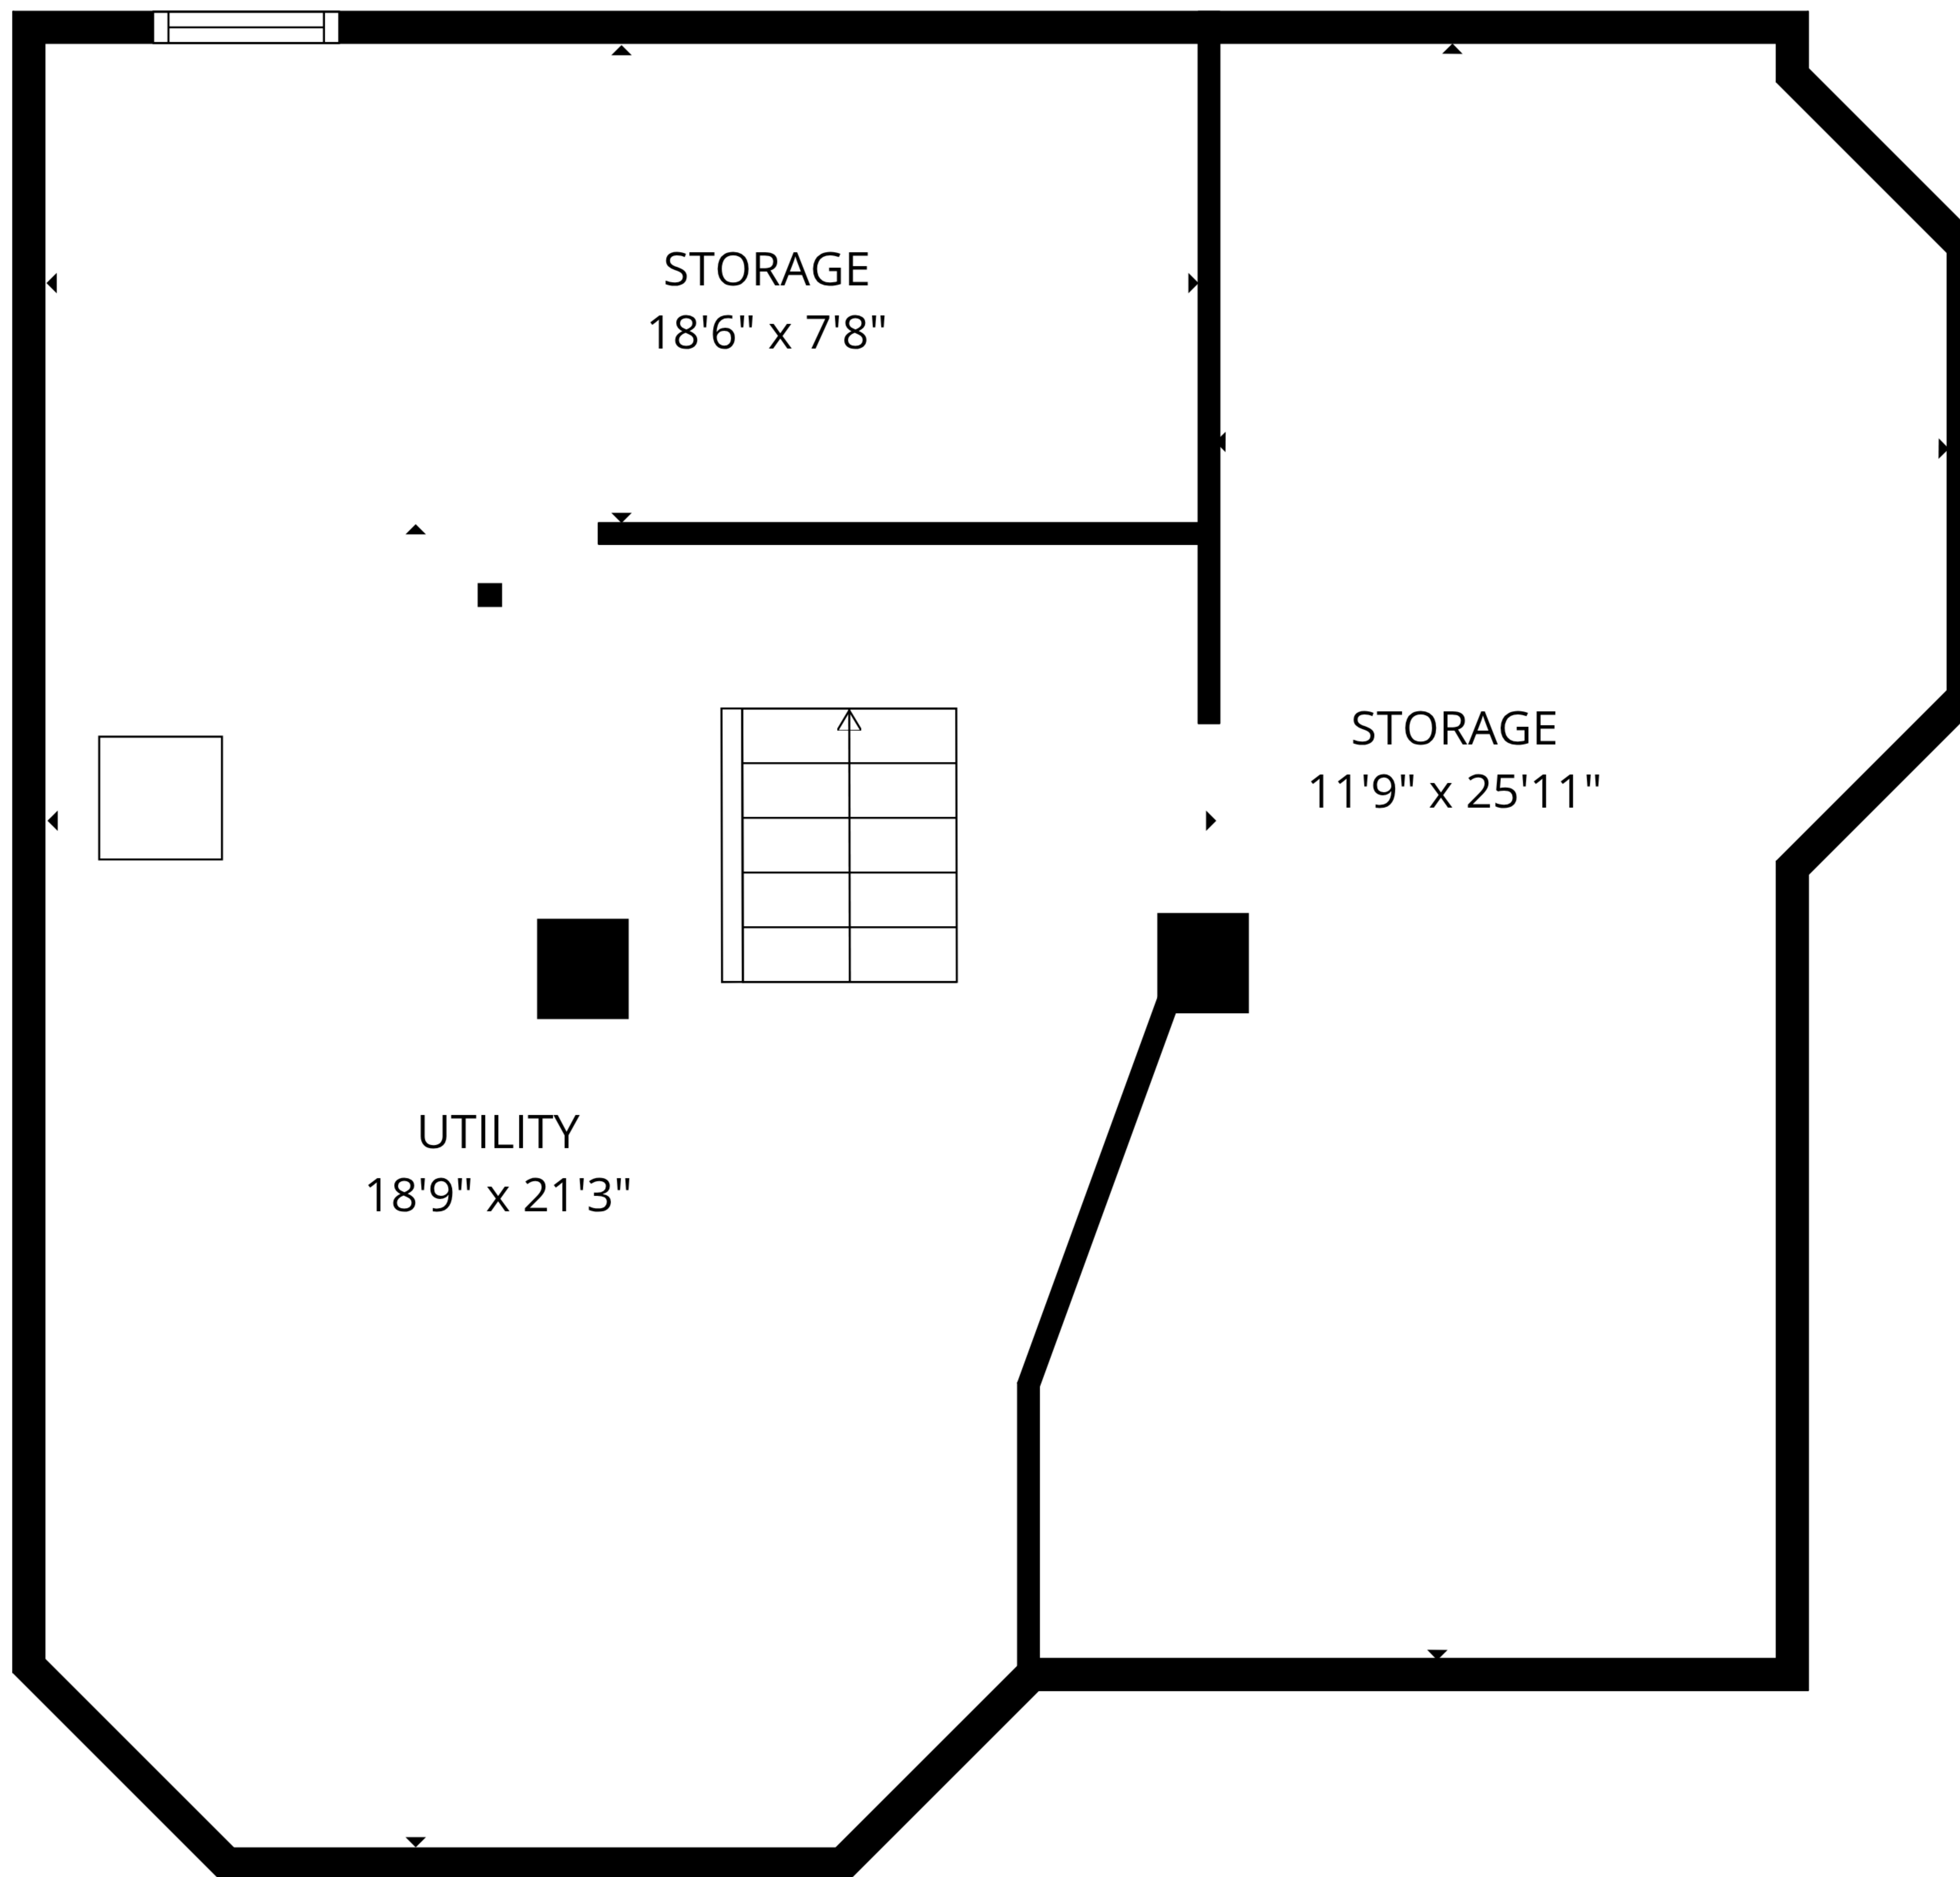 STORAGE
18'6" x 7'8"
STORAGE
11'9" x 25'11"
UTILITY
18'9" x 21'3"